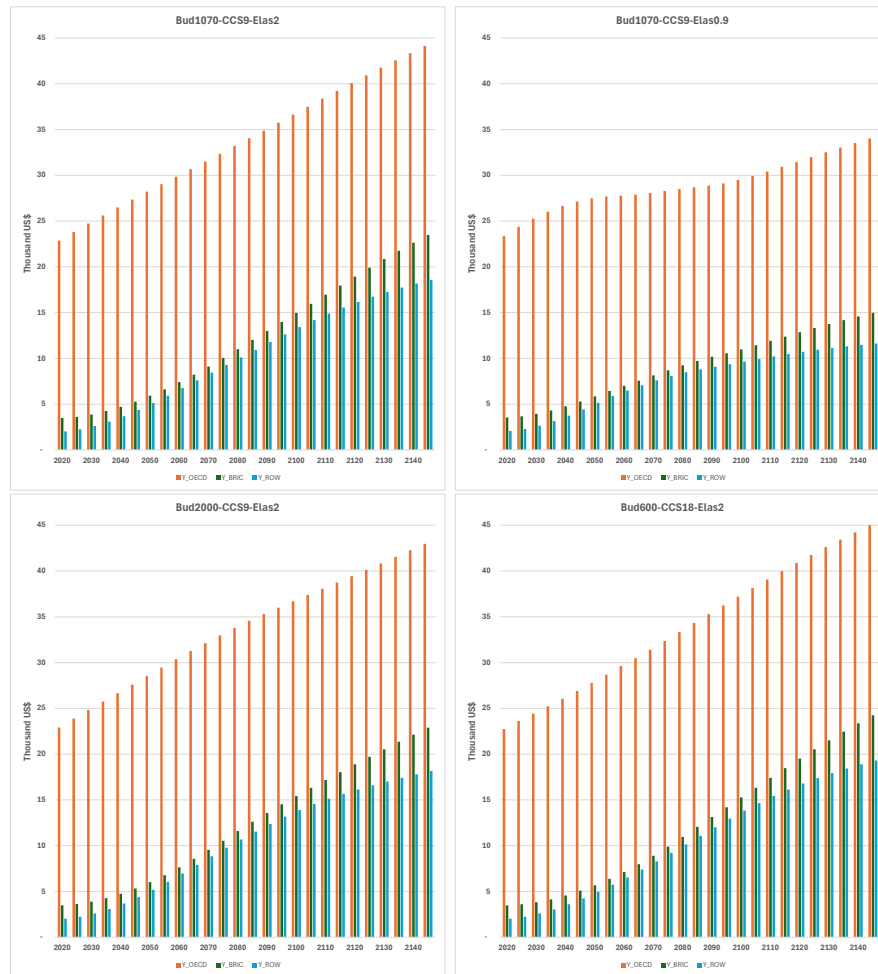 Bud1070-CCS9-Elas2
45
40
35
30
25
20
15
10
5
-
Thousand US$
2020 2030 2040 2050 2060 2070 2080 2090 2100 2110 2120 2130 2140
Y_OECD Y_BRIC Y_ROW
Bud1070-CCS9-Elas0.9
45
40
35
30
25
20
15
10
5
-
Thousand US$
2020 2030 2040 2050 2060 2070 2080 2090 2100 2110 2120 2130 2140
Y_OECD Y_BRIC Y_ROW
Bud2000-CCS9-Elas2
45
40
35
30
25
20
15
10
5
-
Thousand US$
2020 2030 2040 2050 2060 2070 2080 2090 2100 2110 2120 2130 2140
Y_OECD Y_BRIC Y_ROW
Bud600-CCS18-Elas2
45
40
35
30
25
20
15
10
5
-
Thousand US$
2020 2030 2040 2050 2060 2070 2080 2090 2100 2110 2120 2130 2140
Y_OECD Y_BRIC Y_ROW